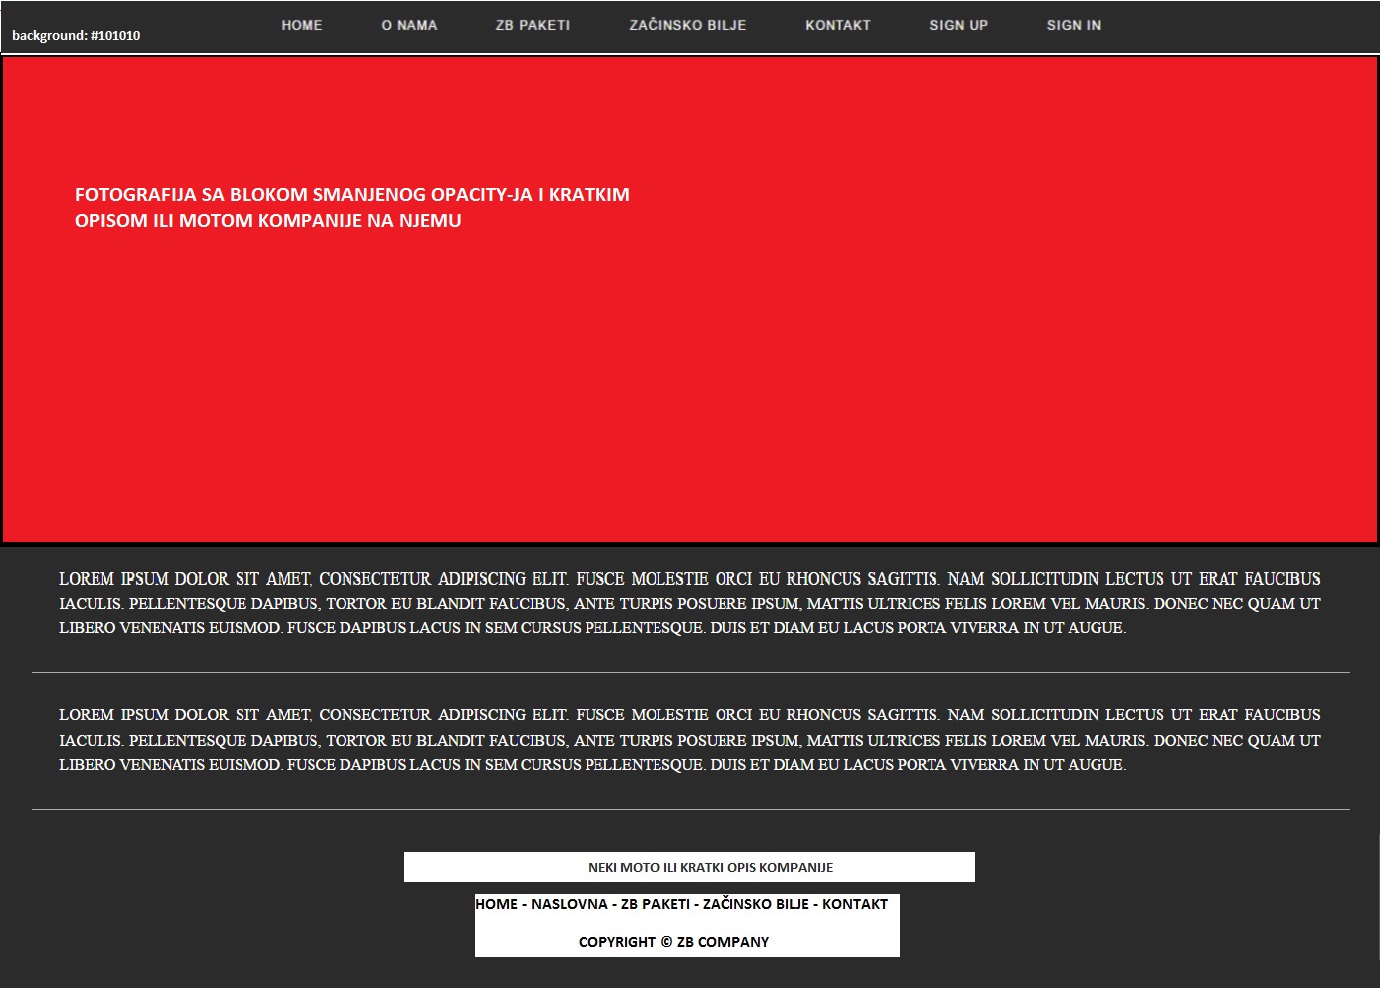 HOME O NAMA ZB PAKETI ZAČINSKO BILJE KONTAKT SIGN UP SIGN IN
background: #101010
FOTOGRAFIJA SA BLOKOM SMANJENOG OPACITY-JA I KRATKIM
OPISOM ILI MOTOM KOMPANIJE NA NJEMU
LOREM IPSUM DOLOR SIT AMET, CONSECTETUR ADIPISCING ELIT. FUSCE MOLESTIE ORCI EU RHONCUS SAGITTIS. NAM SOLLICITUDIN LECTUS UT ERAT FAUCIBUS
IACULIS. PELLENTESQUE DAPIBUS, TORTOR EU BLANDIT FAUCIBUS, ANTE TURPIS POSUERE IPSUM, MATTIS ULTRICES FELIS LOREM VEL MAURIS. DONEC NEC QUAM UT
LIBERO VENENATIS EUISMOD. FUSCE DAPIBUS LACUS IN SEM CURSUS PELLENTESQUE. DUIS ET DIAM EU LACUS PORTA VIVERRA IN UT AUGUE.
LOREM IPSUM DOLOR SIT AMET, CONSECTETUR ADIPISCING ELIT. FUSCE MOLESTIE ORCI EU RHONCUS SAGITTIS. NAM SOLLICITUDIN LECTUS UT ERAT FAUCIBUS
IACULIS. PELLENTESQUE DAPIBUS, TORTOR EU BLANDIT FAUCIBUS, ANTE TURPIS POSUERE IPSUM, MATTIS ULTRICES FELIS LOREM VEL MAURIS. DONEC NEC QUAM UT
LIBERO VENENATIS EUISMOD. FUSCE DAPIBUS LACUS IN SEM CURSUS PELLENTESQUE. DUIS ET DIAM EU LACUS PORTA VIVERRA IN UT AUGUE.
NEKI MOTO ILI KRATKI OPIS KOMPANIJE
HOME - NASLOVNA - ZB PAKETI - ZAČINSKO BILJE - KONTAKT
COPYRIGHT © ZB COMPANY